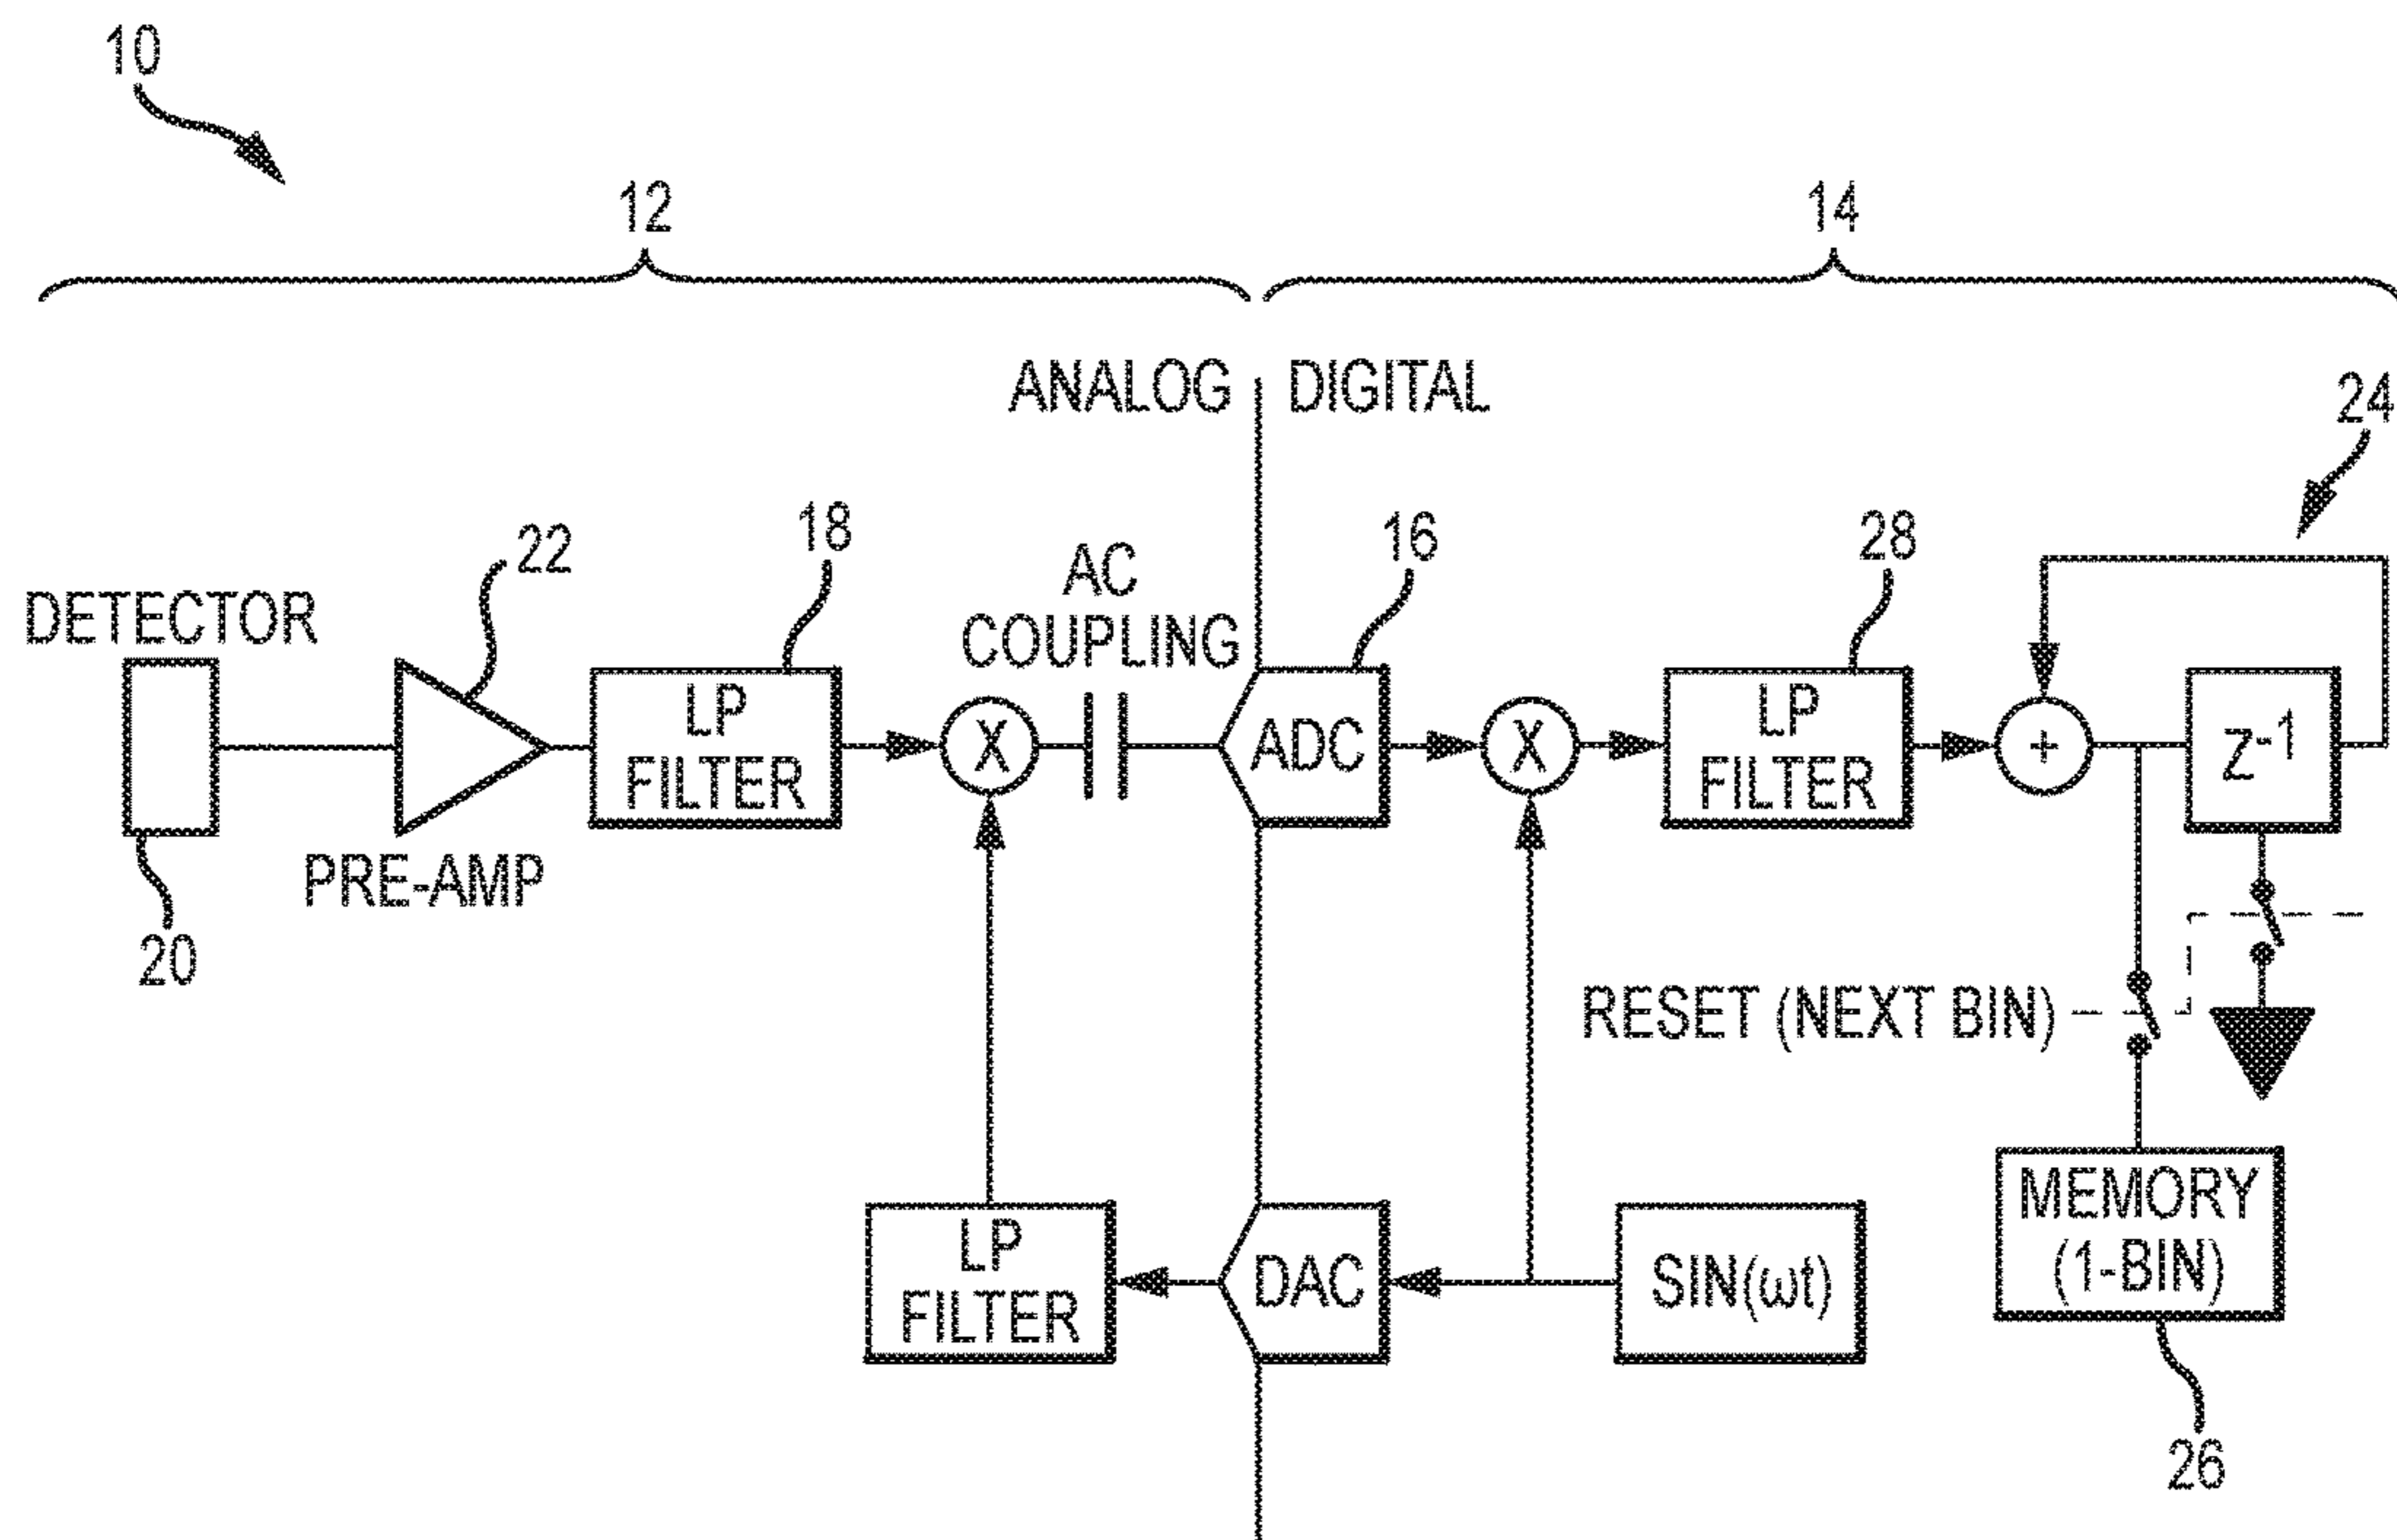 10
12
14
ANALOG
DIGITAL
24
DETECTOR
22
18
AC
COUPLING
16
28
LP
FILTER
X
ADC
X
LP
FILTER
+
Z-1
PRE-AMP
20
RESET (NEXT BIN)
LP
FILTER
DAC
SIN(ωt)
MEMORY
(1-BIN)
26